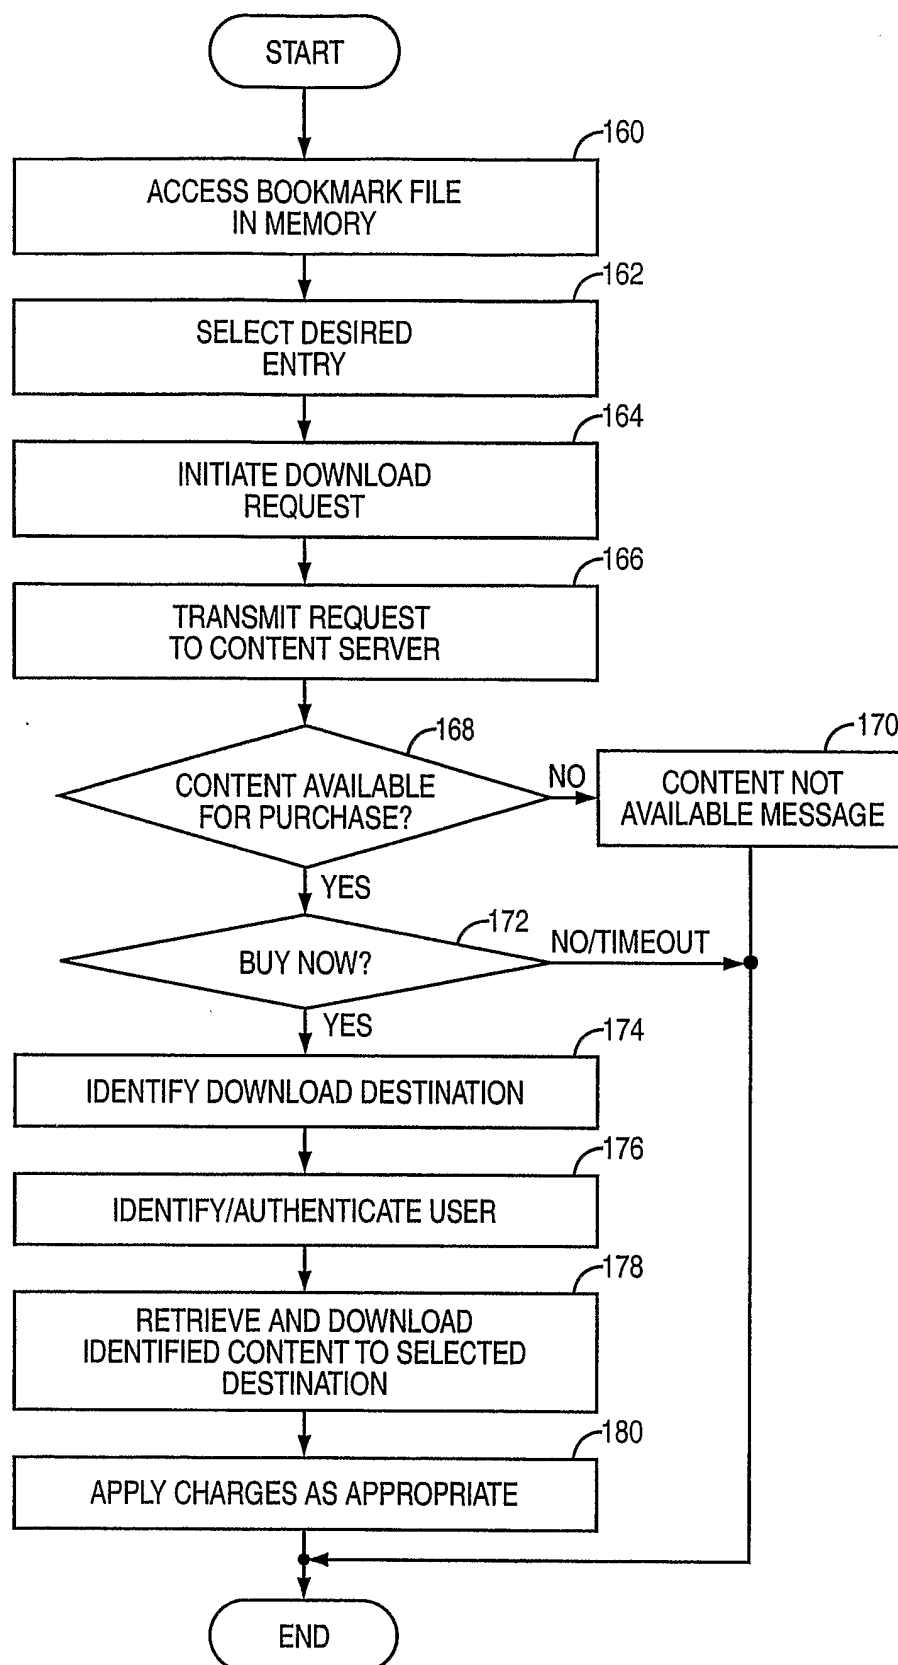 START
160
ACCESS BOOKMARK FILE
IN MEMORY
162
SELECT DESIRED
ENTRY
164
INITIATE DOWNLOAD
REQUEST
166
TRANSMIT REQUEST
TO CONTENT SERVER
168
CONTENT AVAILABLE
FOR PURCHASE?
NO
170
CONTENT NOT
AVAILABLE MESSAGE
YES
172
BUY NOW?
NO/TIMEOUT
YES
174
IDENTIFY DOWNLOAD DESTINATION
176
IDENTIFY/AUTHENTICATE USER
178
RETRIEVE AND DOWNLOAD
IDENTIFIED CONTENT TO SELECTED
DESTINATION
180
APPLY CHARGES AS APPROPRIATE
END